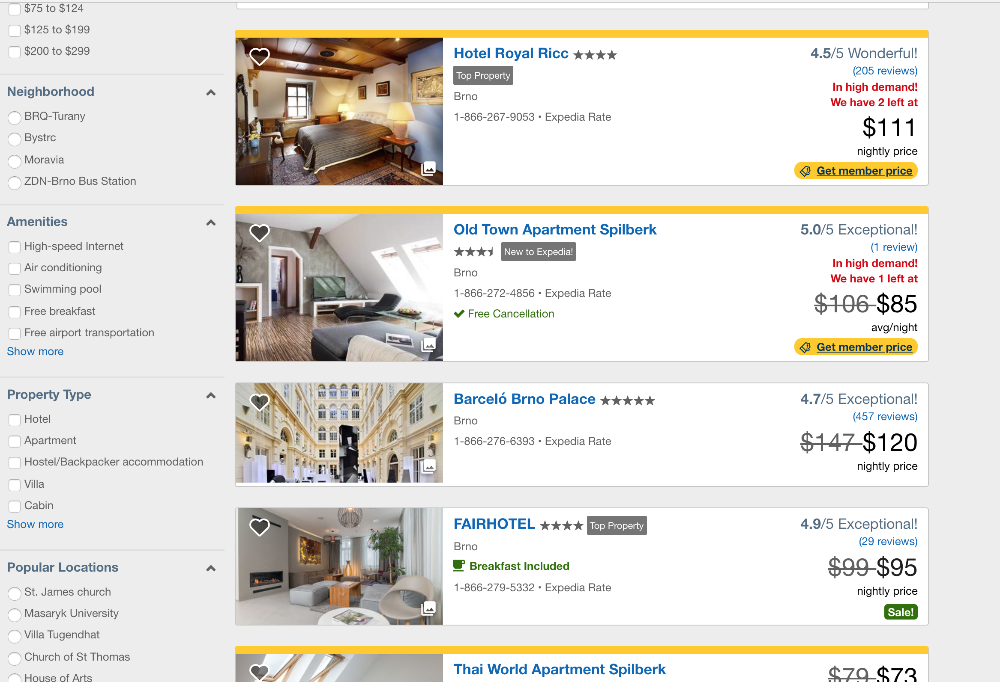 $75 to $124
$125 to $199
$200 to $299
Neighborhood
BRQ-Turany
Bystrc
Moravia
ZDN-Brno Bus Station
Amenities
High-speed Internet
Air conditioning
Swimming pool
Free breakfast
Free airport transportation
Show more
Property Type
Hotel
Apartment
Hostel/Backpacker accommodation
Villa
Cabin
Show more
Popular Locations
St. James church
Masaryk University
Villa Tugendhat
Church of St Thomas
House of Arts
Hotel Royal Ricc
Top Property
Brno
1-866-267-9053 • Expedia Rate
4.5/5 Wonderful!
(205 reviews)
In high demand!
We have 2 left at
$111
nightly price
Get member price
Old Town Apartment Spilberk
New to Expedia!
Brno
1-866-272-4856 • Expedia Rate
Free Cancellation
5.0/5 Exceptional!
(1 review)
In high demand!
We have 1 left at
$106 $85
avg/night
Get member price
Barceló Brno Palace
Brno
1-866-276-6393 • Expedia Rate
4.7/5 Exceptional!
(457 reviews)
$147 $120
nightly price
FAIRHOTEL Top Property
Brno
Breakfast Included
1-866-279-5332 • Expedia Rate
4.9/5 Exceptional!
(29 reviews)
$99 $95
nightly price
Sale!
Thai World Apartment Spilberk
$79 $73